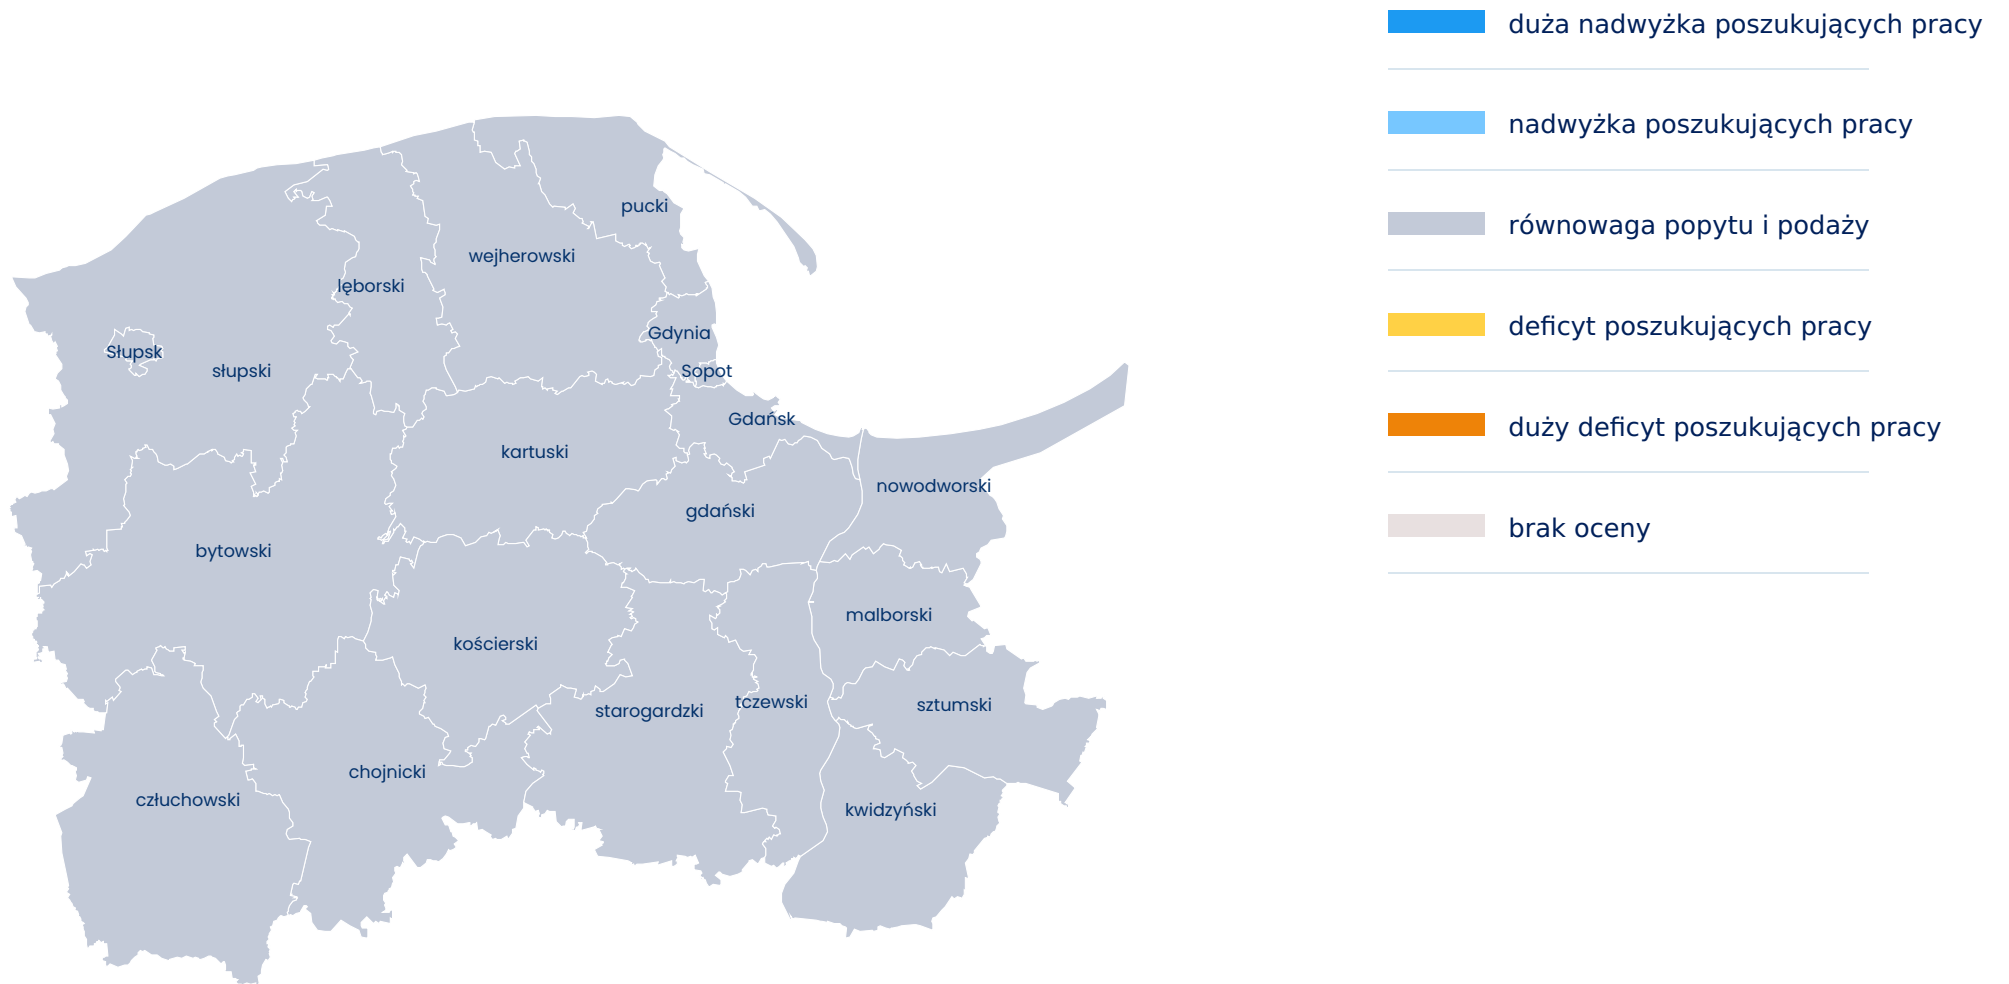 duża nadwyżka poszukujących pracy
nadwyżka poszukujących pracy
równowaga popytu i podaży
deficyt poszukujących pracy
duży deficyt poszukujących pracy
brak oceny
pucki
wejherowski
lęborski
Gdynia
Słupsk
słupski
Sopot
Gdańsk
kartuski
nowodworski
gdański
bytowski
malborski
kościerski
tczewski
sztumski
starogardzki
chojnicki
człuchowski
kwidzyński